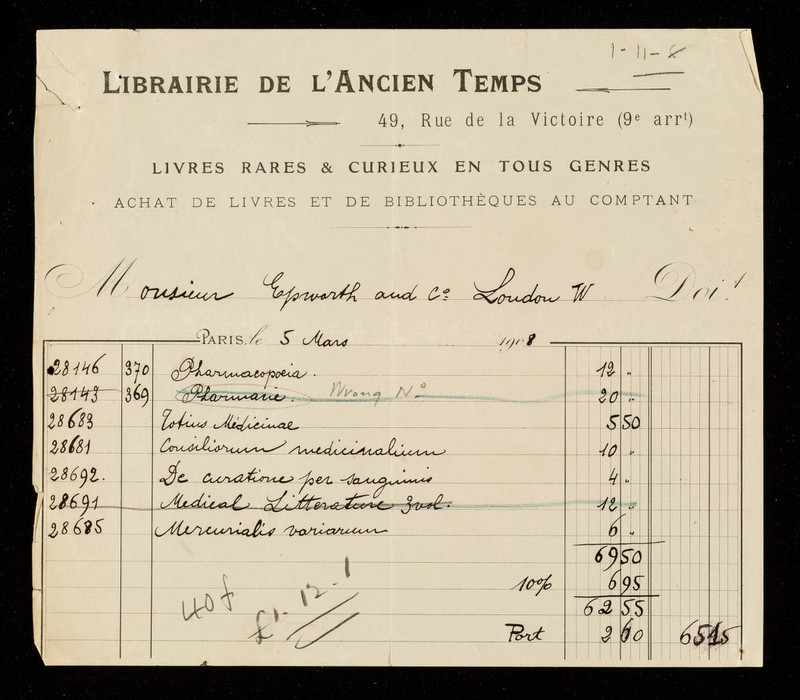 1-11-8
LIBRAIRIE DE L'ANCIEN TEMPS
49, Rue de la Victoire (9e arrt)
LIVRES RARES & CURIEUX EN TOUS GENRES
ACHAT DE LIVRES ET DE BIBLIOTHÈQUES AU COMPTANT
Monsieur Epworth and Co London W Doit
PARIS, le 5 Mars 1908
28146 370 Pharmacopoeia. 12 "
28143 369 Pharmacie. Wrong No 20 "
28683 Totius Medicinae 5 50
28681 Consiliorum medicinalium 10 "
28692. De curatione per sanguinis 4 "
28691 Medical Litterature 3 vol. 12 "
28685 Mercurialis variarum 6 "
69 50
10% 6 95
62 55
Port 2 60 65 15
40f £1-12-1